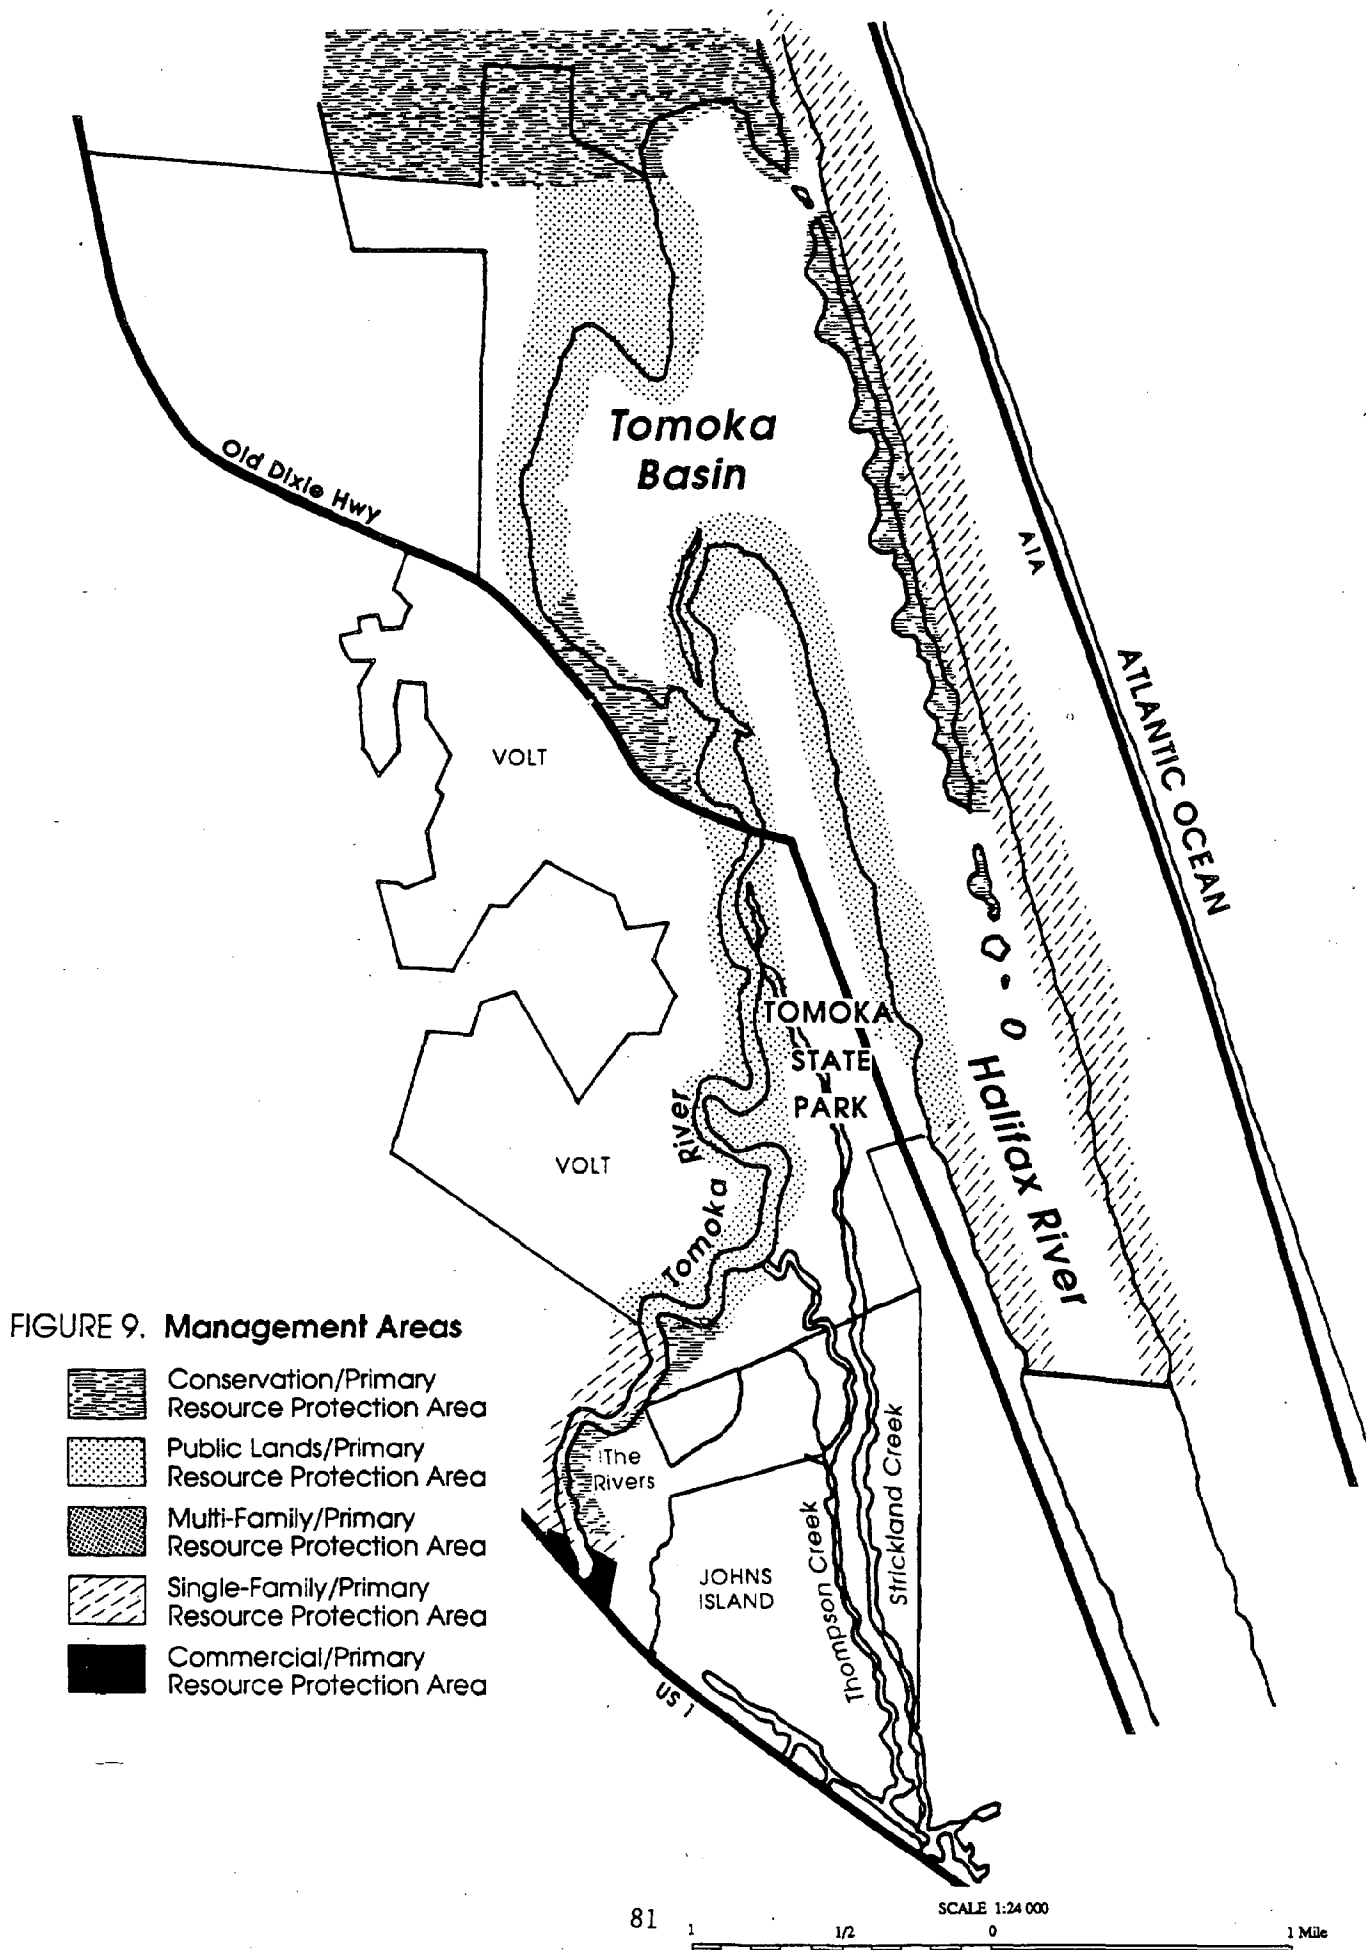 Tomoka
Basin
Old Dixie Hwy
A1A
ATLANTIC OCEAN
VOLT
TOMOKA
STATE
PARK
Halifax River
VOLT
Tomoka River
FIGURE 9. Management Areas
Conservation/Primary
Resource Protection Area
Public Lands/Primary
Resource Protection Area
Multi-Family/Primary
Resource Protection Area
Single-Family/Primary
Resource Protection Area
Commercial/Primary
Resource Protection Area
The
Rivers
JOHNS
ISLAND
Thompson Creek
Strickland Creek
US 1
81
SCALE 1:24 000
1 1/2 0 1 Mile